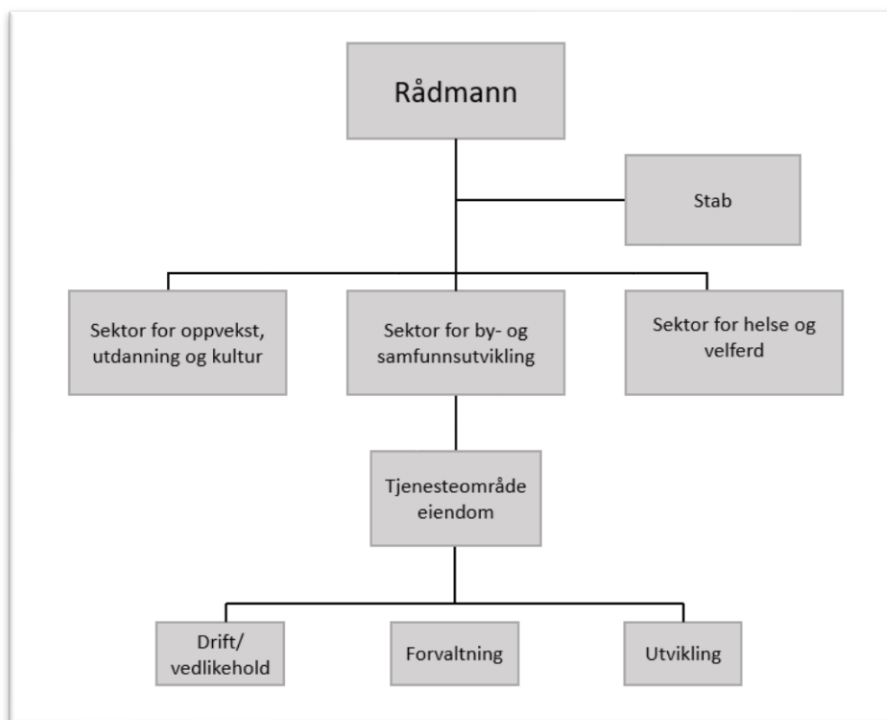 Rådmann
Stab
Sektor for oppvekst,
utdanning og kultur
Sektor for by- og
samfunnsutvikling
Sektor for helse og
velferd
Tjenesteområde
eiendom
Drift/
vedlikehold
Forvaltning
Utvikling